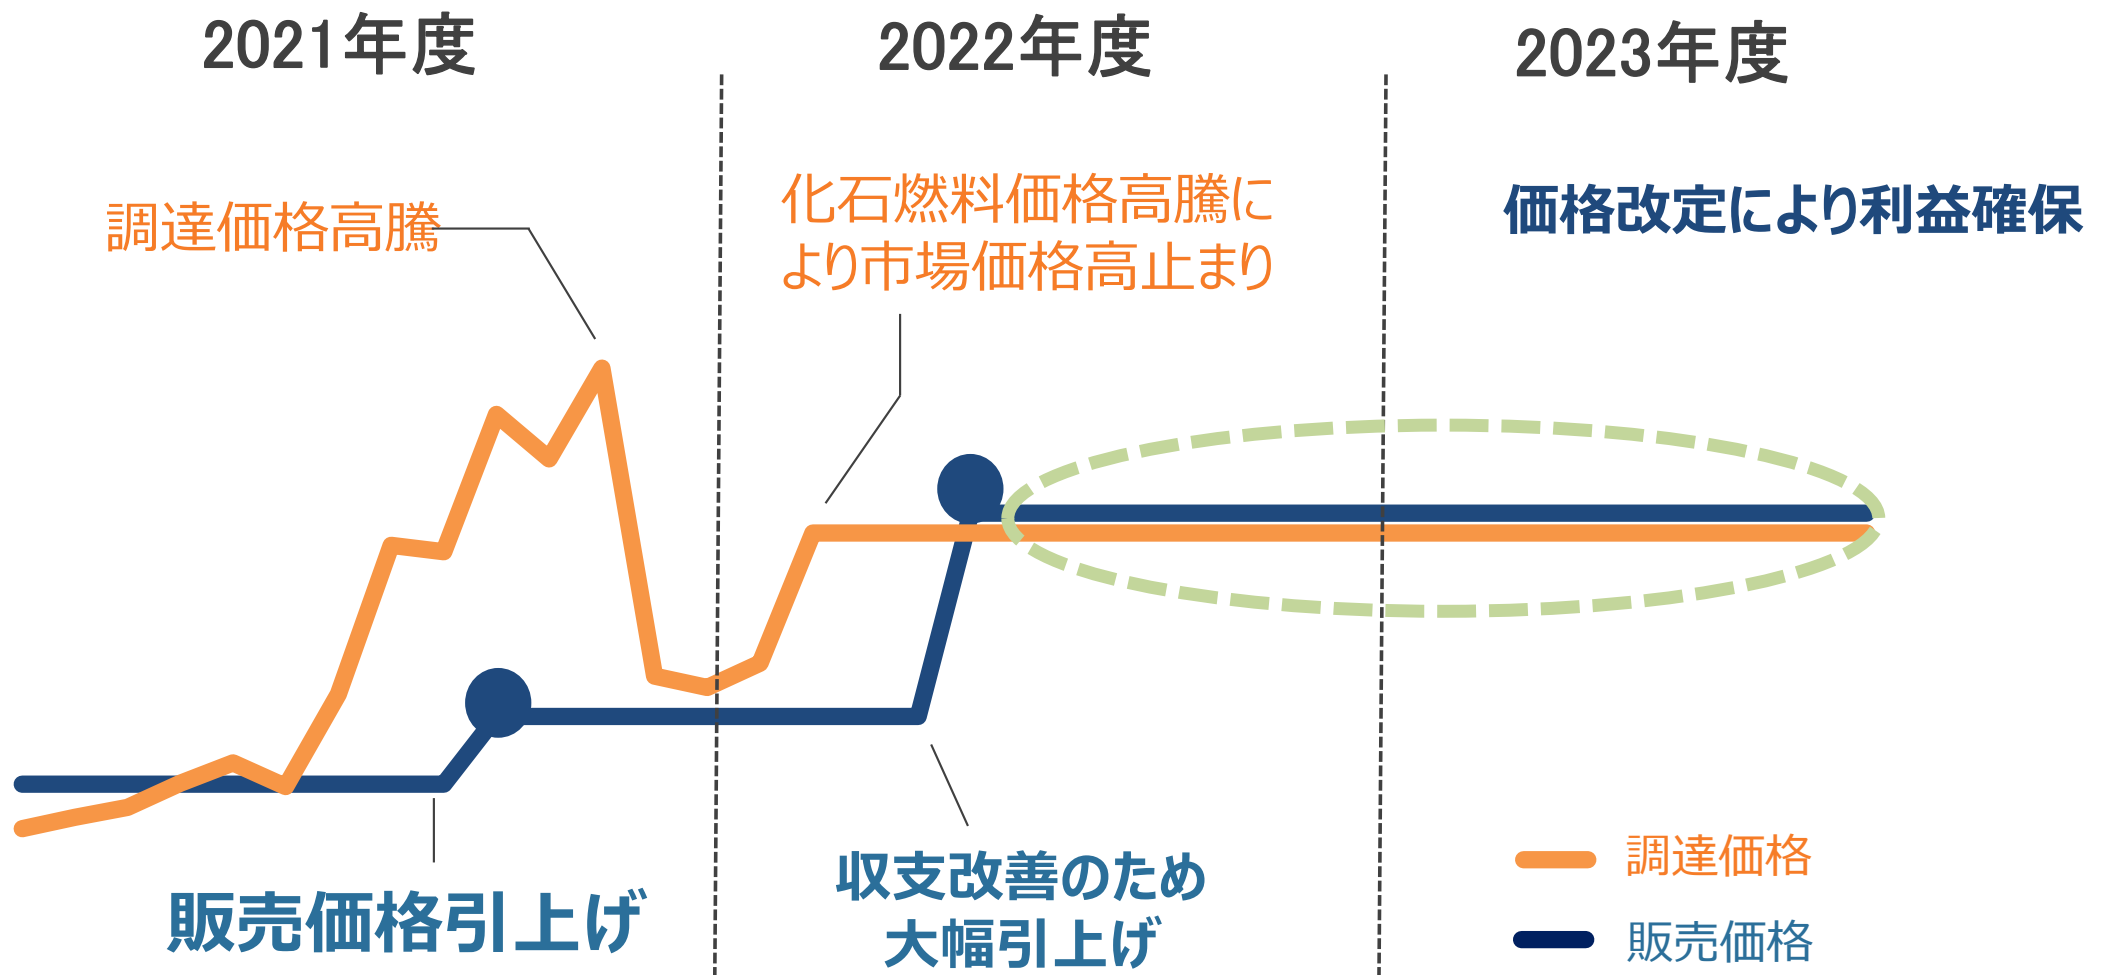 2021年度
2022年度
2023年度
調達価格高騰
化石燃料価格高騰に
より市場価格高止まり
価格改定により利益確保
販売価格引上げ
収支改善のため
大幅引上げ
調達価格
販売価格